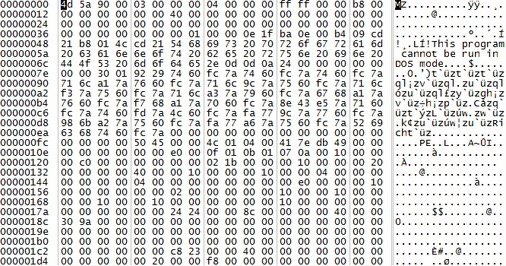 00000000 4d 5a 90 00 03 00 00 00 04 00 00 00 ff ff 00 00 b8 00 MZ..........ÿÿ..¸.
00000012 00 00 00 00 00 00 40 00 00 00 00 00 00 00 00 00 00 00 ......@...........
00000024 00 00 00 00 00 00 00 00 00 00 00 00 00 00 00 00 00 00 ..................
00000036 00 00 00 00 00 00 00 01 00 00 0e 1f ba 0e 00 b4 09 cd ............º..´.Í
00000048 21 b8 01 4c cd 21 54 68 69 73 20 70 72 6f 67 72 61 6d !¸.LÍ!This program
0000005a 20 63 61 6e 6e 6f 74 20 62 65 20 72 75 6e 20 69 6e 20 cannot be run in
0000006c 44 4f 53 20 6d 6f 64 65 2e 0d 0d 0a 24 00 00 00 00 00 DOS mode....$.....
0000007e 00 00 30 01 92 29 74 60 fc 7a 74 60 fc 7a 74 60 fc 7a ..0.')t`üzt`üzt`üz
00000090 71 6c a1 7a 76 60 fc 7a 71 6c 9c 7a 75 60 fc 7a 71 6c ql¡zv`üzql.zu`üzql
000000a2 f3 7a 75 60 fc 7a 71 6c a3 7a 79 60 fc 7a 67 68 a1 7a ózu`üzql£zy`üzgh¡z
000000b4 76 60 fc 7a f7 68 a1 7a 70 60 fc 7a 8e 43 e5 7a 71 60 v`üz÷h¡zp`üz.Cåzq`
000000c6 fc 7a 74 60 fd 7a 4c 60 fc 7a fa 77 9a 7a 79 60 fc 7a üzt`ýzL`üzúw.zy`üz
000000d8 98 6b a2 7a 75 60 fc 7a fa 77 a6 7a 75 60 fc 7a 52 69 .k¢zu`üzúw¦zu`üzRi
000000ea 63 68 74 60 fc 7a 00 00 00 00 00 00 00 00 00 00 00 00 cht`üz............
000000fc 00 00 00 00 50 45 00 00 4c 01 04 00 41 7e db 49 00 00 ....PE..L...A~ÛI..
0000010e 00 00 00 00 00 00 e0 00 0f 01 0b 01 07 0a 00 10 00 00 ......à...........
00000120 00 c0 00 00 00 00 00 00 02 1b 00 00 00 10 00 00 00 20 .À...............
00000132 00 00 00 00 40 00 00 10 00 00 00 10 00 00 04 00 00 00 ....@.............
00000144 00 00 00 00 04 00 00 00 00 00 00 00 00 e0 00 00 00 10 .............à....
00000156 00 00 00 00 00 00 02 00 00 00 00 00 10 00 00 10 00 00 ..................
00000168 00 00 10 00 00 10 00 00 00 00 00 00 10 00 00 00 00 00 ..................
0000017a 00 00 00 00 00 00 24 24 00 00 8c 00 00 00 00 40 00 00 ......$$.......@..
0000018c 30 9a 00 00 00 00 00 00 00 00 00 00 00 00 00 00 00 00 0.................
0000019e 00 00 00 00 00 00 00 00 00 00 00 00 00 00 00 00 00 00 ..................
000001b0 00 00 00 00 00 00 00 00 00 00 00 00 00 00 00 00 00 00 ..................
000001c2 00 00 00 00 00 00 c8 23 00 00 40 00 00 00 00 00 00 00 ......È#..@.......
000001d4 00 00 00 00 00 20 00 00 f8 00 00 00 00 00 00 00 00 00 ..... ..ø.........